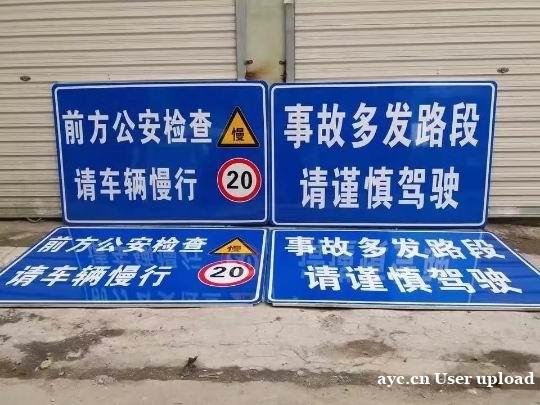 前方公安检查
慢
请车辆慢行
20
事故多发路段
请谨慎驾驶
前方公安检查
慢
请车辆慢行
20
事故多发路段
请谨慎驾驶
ayc.cn User upload